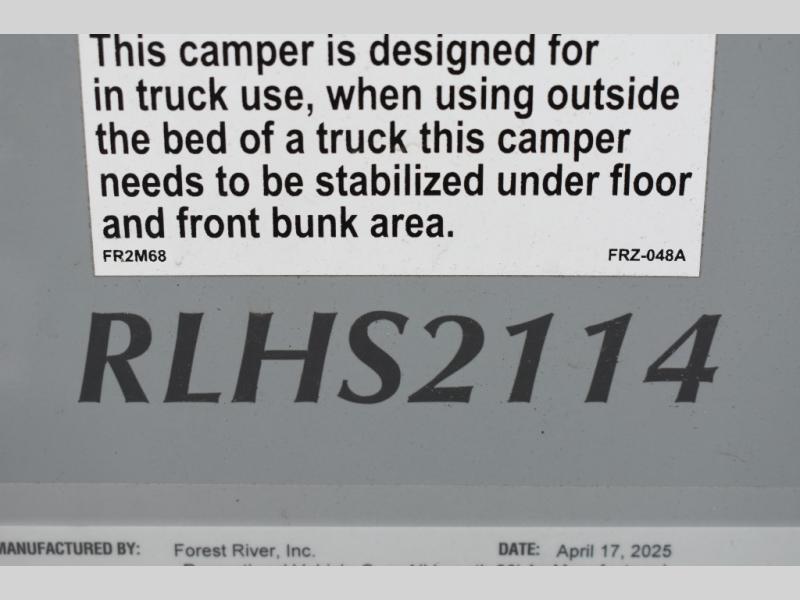 This camper is designed for
in truck use, when using outside
the bed of a truck this camper
needs to be stabilized under floor
and front bunk area.
FR2M68 FRZ-048A
RLHS2114
MANUFACTURED BY: Forest River, Inc. DATE: April 17, 2025